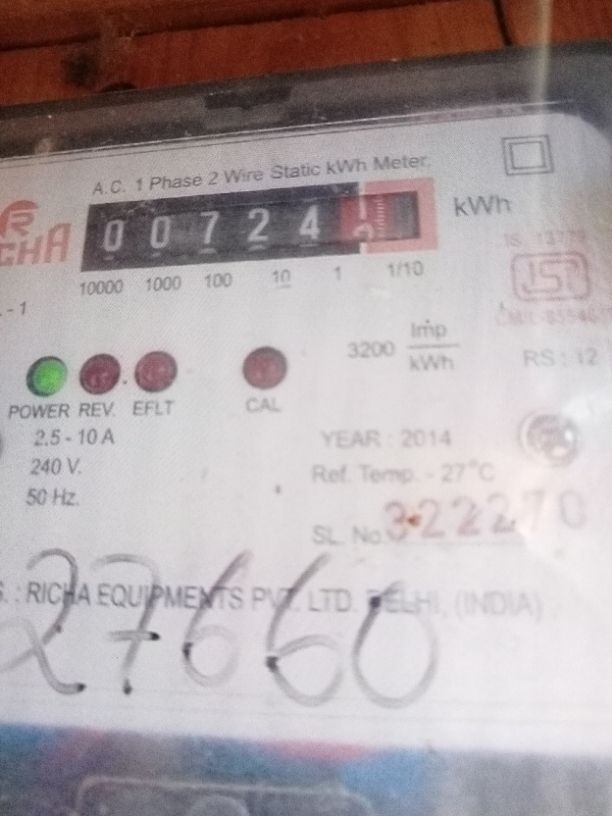 A.C. 1 Phase 2 Wire Static kWh Meter.
RICHA
00724 kWh
10000 1000 100 10 1 1/10
- 1
3200 Imp/kWh
RS : 12
POWER REV. EFLT CAL
2.5 - 10 A
240 V.
50 Hz.
YEAR : 2014
Ref. Temp. - 27°C
SL. No. 322270
S. : RICHA EQUIPMENTS PVT. LTD. DELHI, (INDIA)
27660